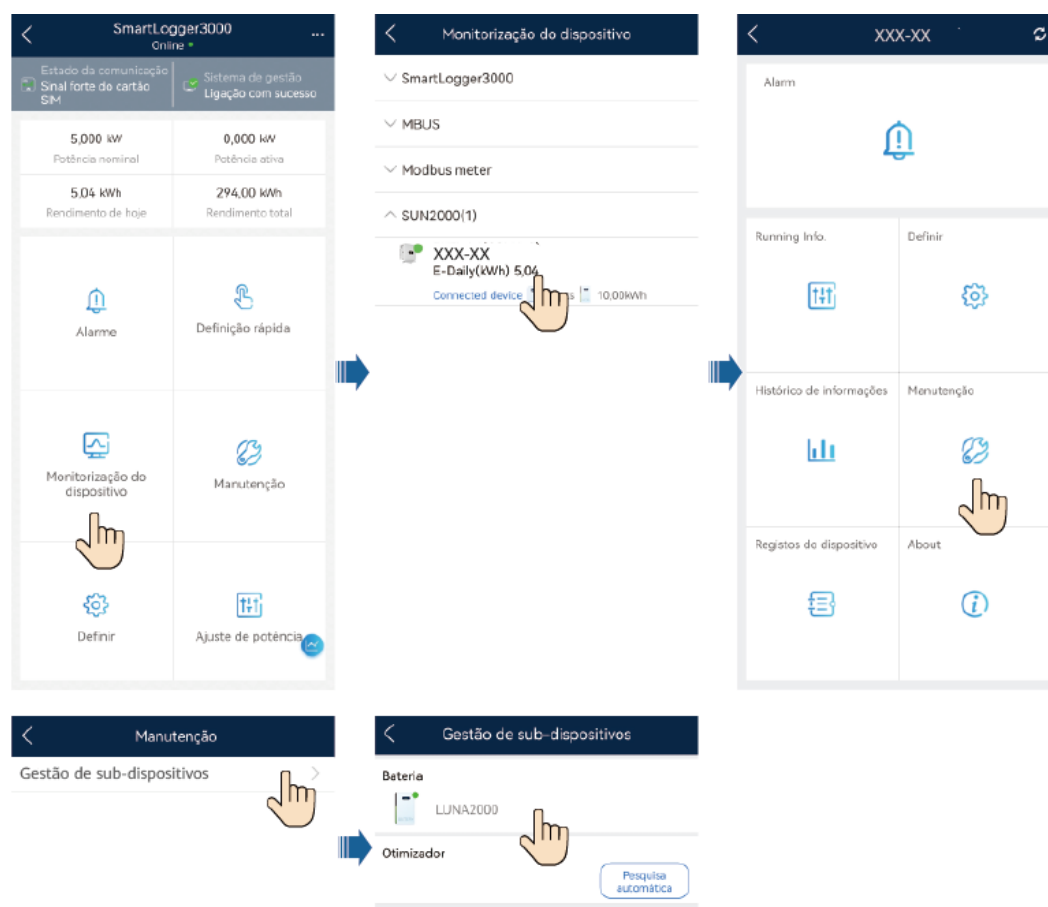 SmartLogger3000
Online
...
Estado da comunicação
Sinal forte do cartão
SIM
Sistema de gestão
Ligação com sucesso
5,000 kW
Potência nominal
0,000 kW
Potência ativa
5,04 kWh
Rendimento de hoje
294,00 kWh
Rendimento total
Alarme
Definição rápida
Monitorização do
dispositivo
Manutenção
Definir
Ajuste de potência
Monitorização do dispositivo
SmartLogger3000
MBUS
Modbus meter
SUN2000(1)
XXX-XX
E-Daily(kWh) 5,04
Connected device
10,00kWh
XXX-XX
Alarm
Running Info.
Definir
Histórico de informações
Manutenção
Registos do dispositivo
About
Manutenção
Gestão de sub-dispositivos
Gestão de sub-dispositivos
Bateria
LUNA2000
Otimizador
Pesquisa
automática